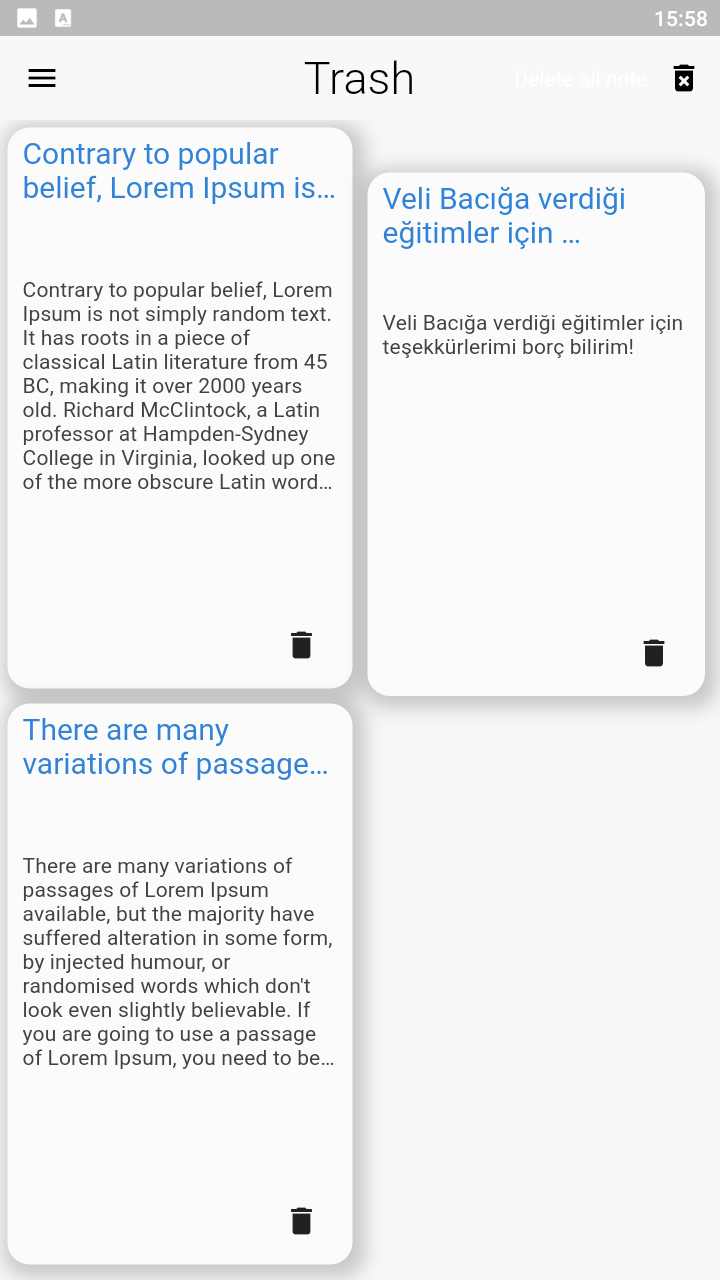 15:58
Trash
Delete all note
Contrary to popular
belief, Lorem Ipsum is…
Contrary to popular belief, Lorem
Ipsum is not simply random text.
It has roots in a piece of
classical Latin literature from 45
BC, making it over 2000 years
old. Richard McClintock, a Latin
professor at Hampden-Sydney
College in Virginia, looked up one
of the more obscure Latin word…
Veli Bacığa verdiği
eğitimler için …
Veli Bacığa verdiği eğitimler için
teşekkürlerimi borç bilirim!
There are many
variations of passage…
There are many variations of
passages of Lorem Ipsum
available, but the majority have
suffered alteration in some form,
by injected humour, or
randomised words which don't
look even slightly believable. If
you are going to use a passage
of Lorem Ipsum, you need to be…